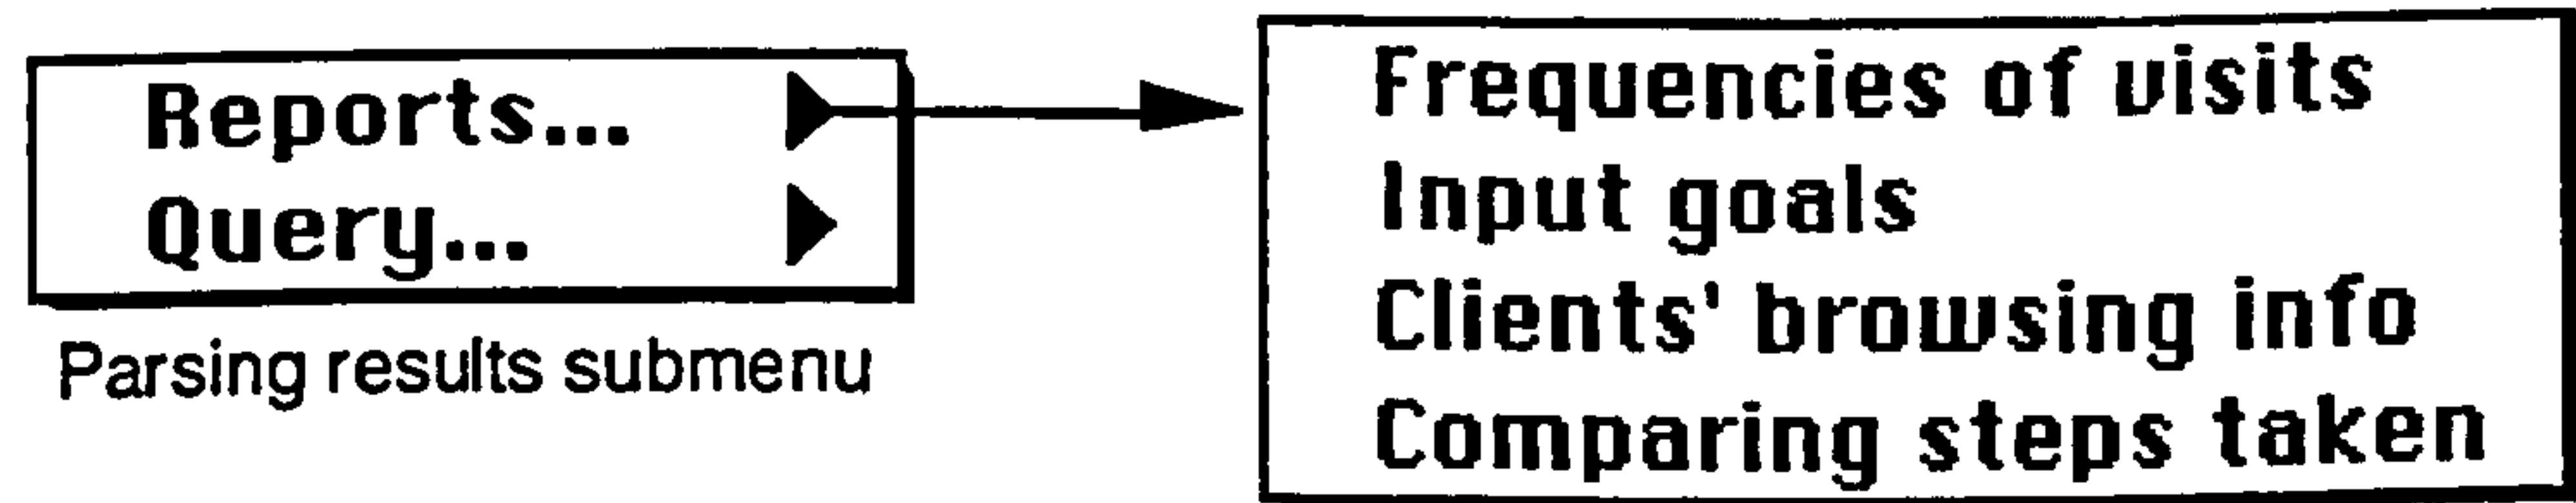 Reports...
Query...
Parsing results submenu
Frequencies of visits
Input goals
Clients' browsing info
Comparing steps taken